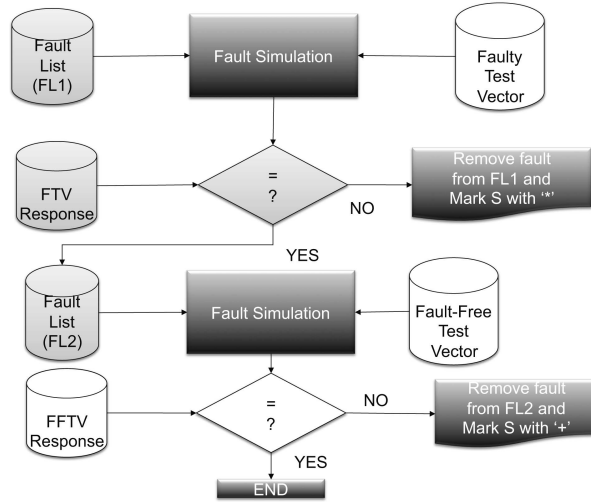 Fault
List
(FL1)
Fault Simulation
Faulty
Test
Vector
FTV
Response
=
?
NO
Remove fault
from FL1 and
Mark S with ‘*’
YES
Fault
List
(FL2)
Fault Simulation
Fault-Free
Test
Vector
FFTV
Response
=
?
NO
Remove fault
from FL2 and
Mark S with ‘+’
YES
END